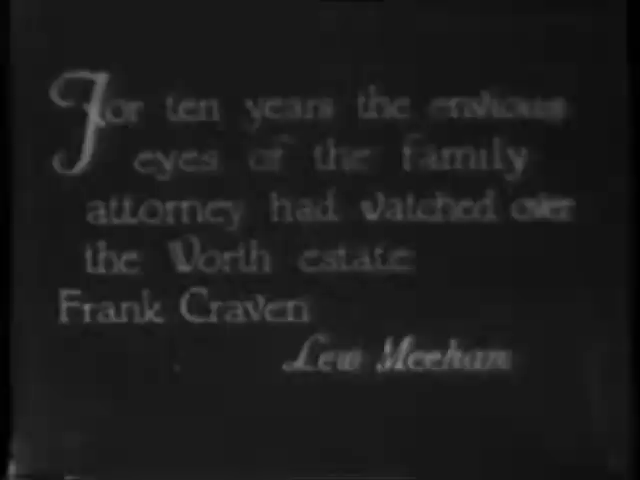 For ten years the envious
eyes of the family
attorney had watched over
the Worth estate
Frank Craven
Lew Meehan